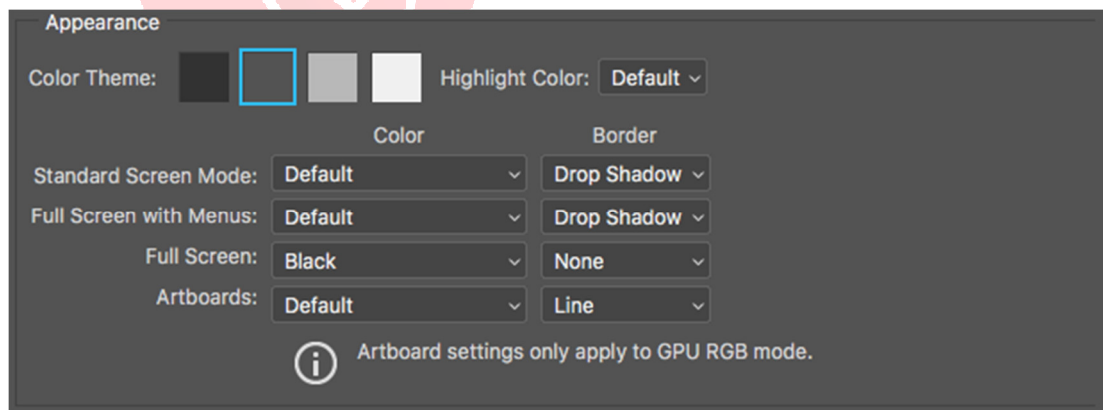 Appearance
Color Theme: Highlight Color: Default
Color Border
Standard Screen Mode: Default Drop Shadow
Full Screen with Menus: Default Drop Shadow
Full Screen: Black None
Artboards: Default Line
Artboard settings only apply to GPU RGB mode.